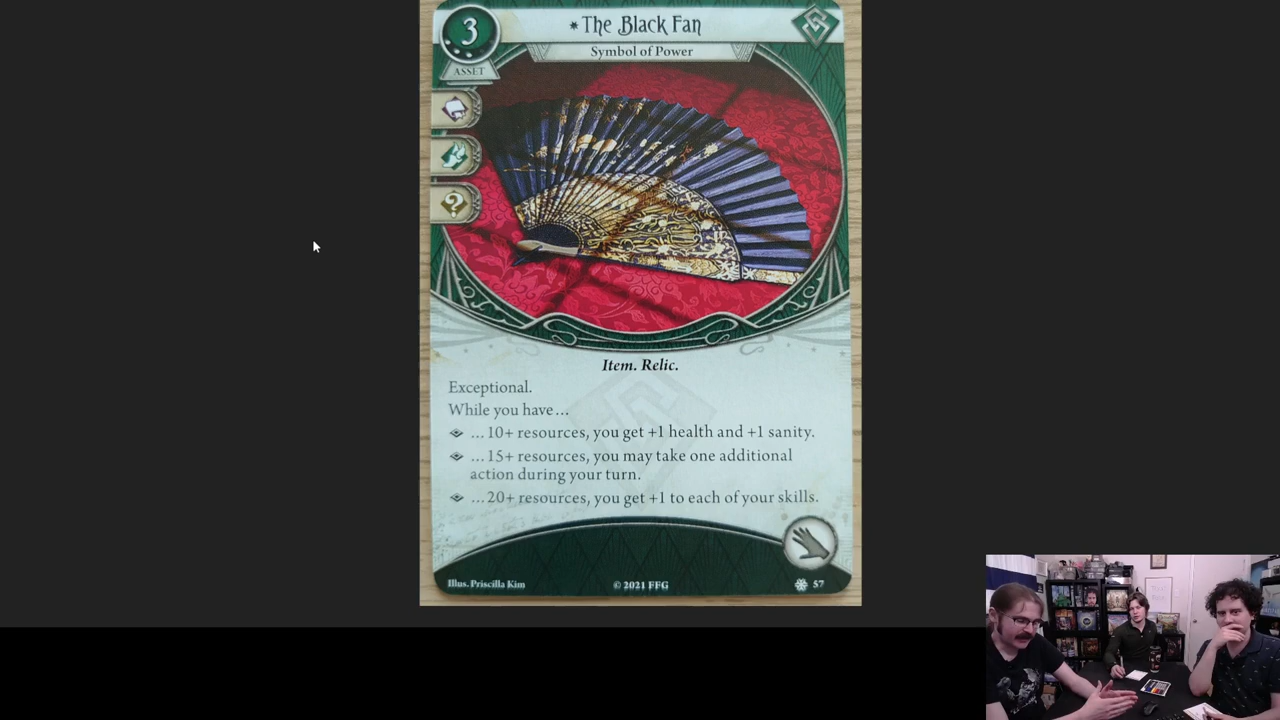 3
✷The Black Fan
Symbol of Power
ASSET
?
Item. Relic.
Exceptional.
While you have...
...10+ resources, you get +1 health and +1 sanity.
...15+ resources, you may take one additional
action during your turn.
...20+ resources, you get +1 to each of your skills.
Illus. Priscilla Kim
© 2021 FFG
57